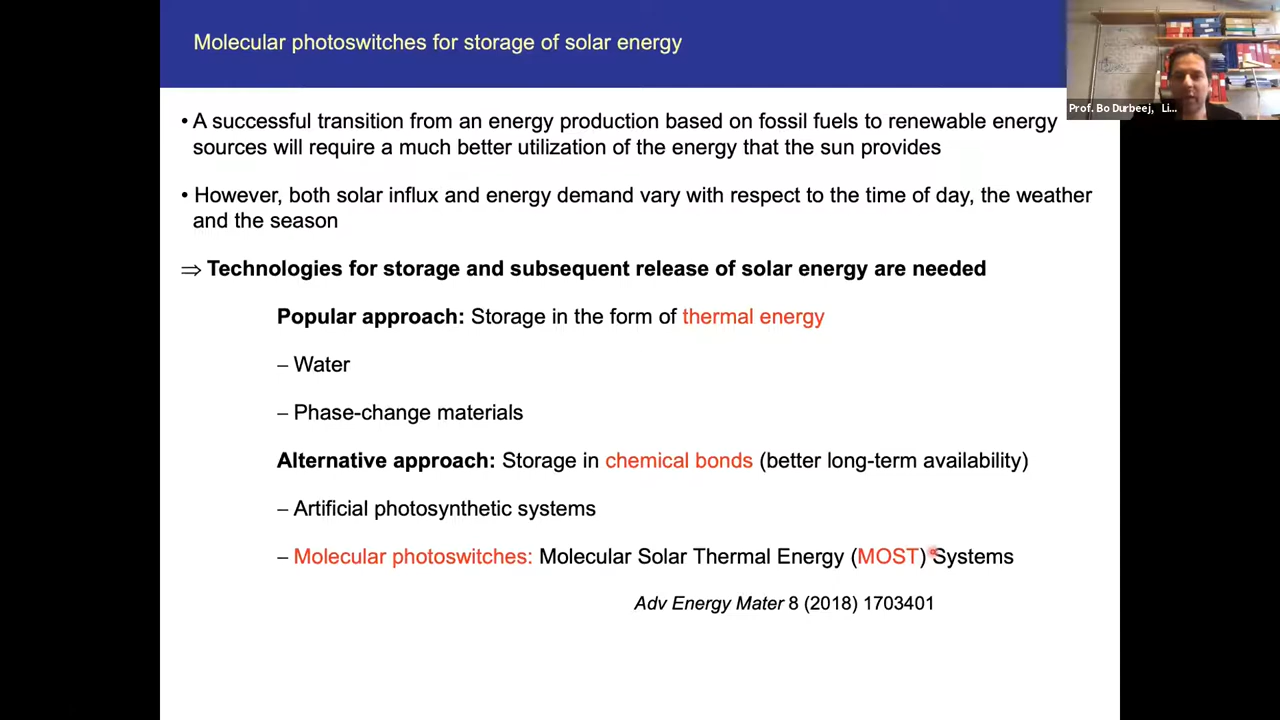 Molecular photoswitches for storage of solar energy
Prof. Bo Durbeej, Li...
• A successful transition from an energy production based on fossil fuels to renewable energy
sources will require a much better utilization of the energy that the sun provides
• However, both solar influx and energy demand vary with respect to the time of day, the weather
and the season
⇒ Technologies for storage and subsequent release of solar energy are needed
Popular approach: Storage in the form of thermal energy
– Water
– Phase-change materials
Alternative approach: Storage in chemical bonds (better long-term availability)
– Artificial photosynthetic systems
– Molecular photoswitches: Molecular Solar Thermal Energy (MOST) Systems
Adv Energy Mater 8 (2018) 1703401